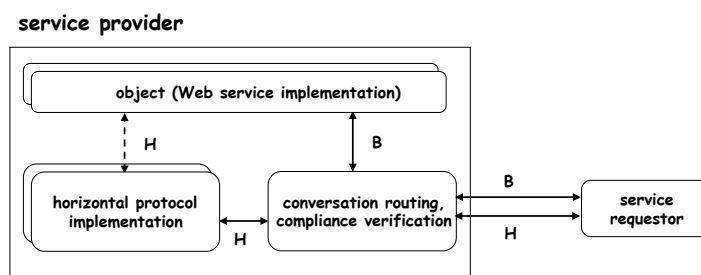 service provider
object (Web service implementation)
H
B
horizontal protocol
implementation
conversation routing,
compliance verification
H
B
H
service
requestor